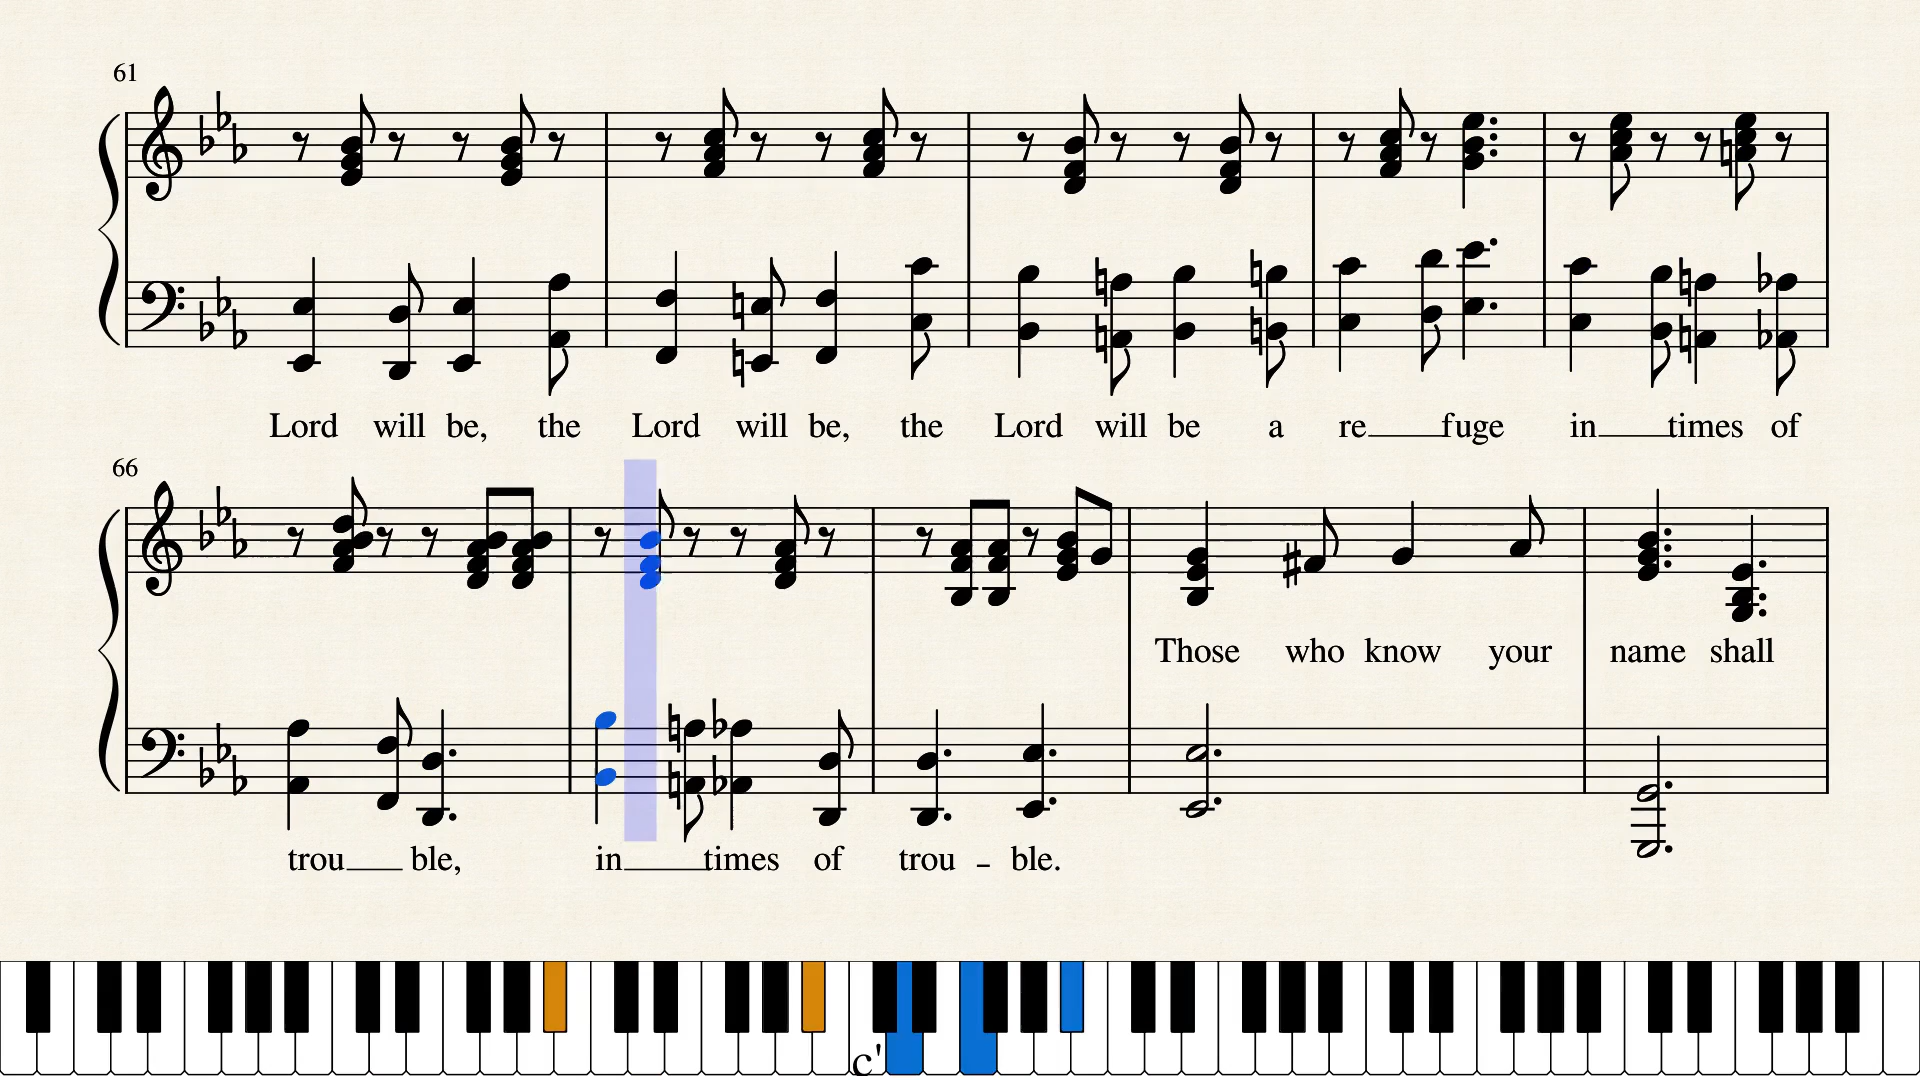 61
Lord will be, the Lord will be, the Lord will be a re fuge in times of
66
Those who know your name shall
trou ble, in times of trou - ble.
c'